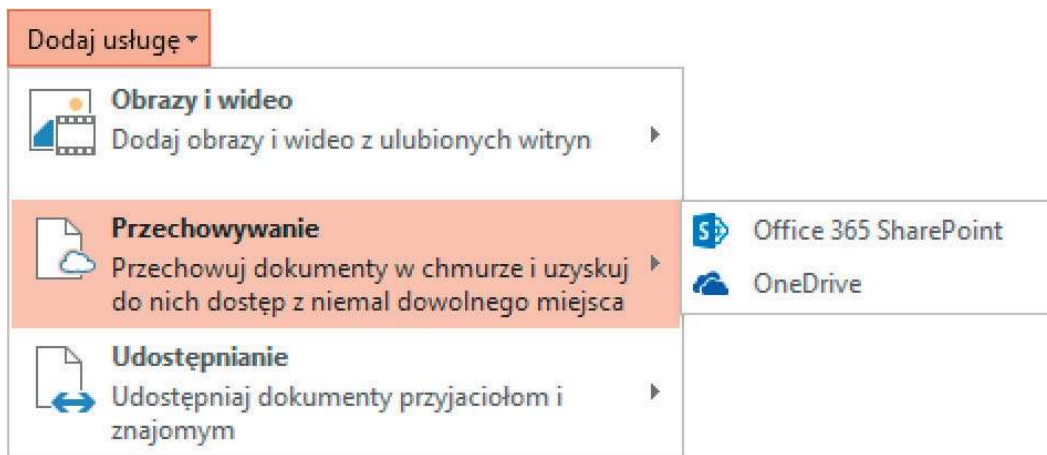 Dodaj usługę
Obrazy i wideo
Dodaj obrazy i wideo z ulubionych witryn
Przechowywanie
Przechowuj dokumenty w chmurze i uzyskuj
do nich dostęp z niemal dowolnego miejsca
Office 365 SharePoint
OneDrive
Udostępnianie
Udostępniaj dokumenty przyjaciołom i
znajomym